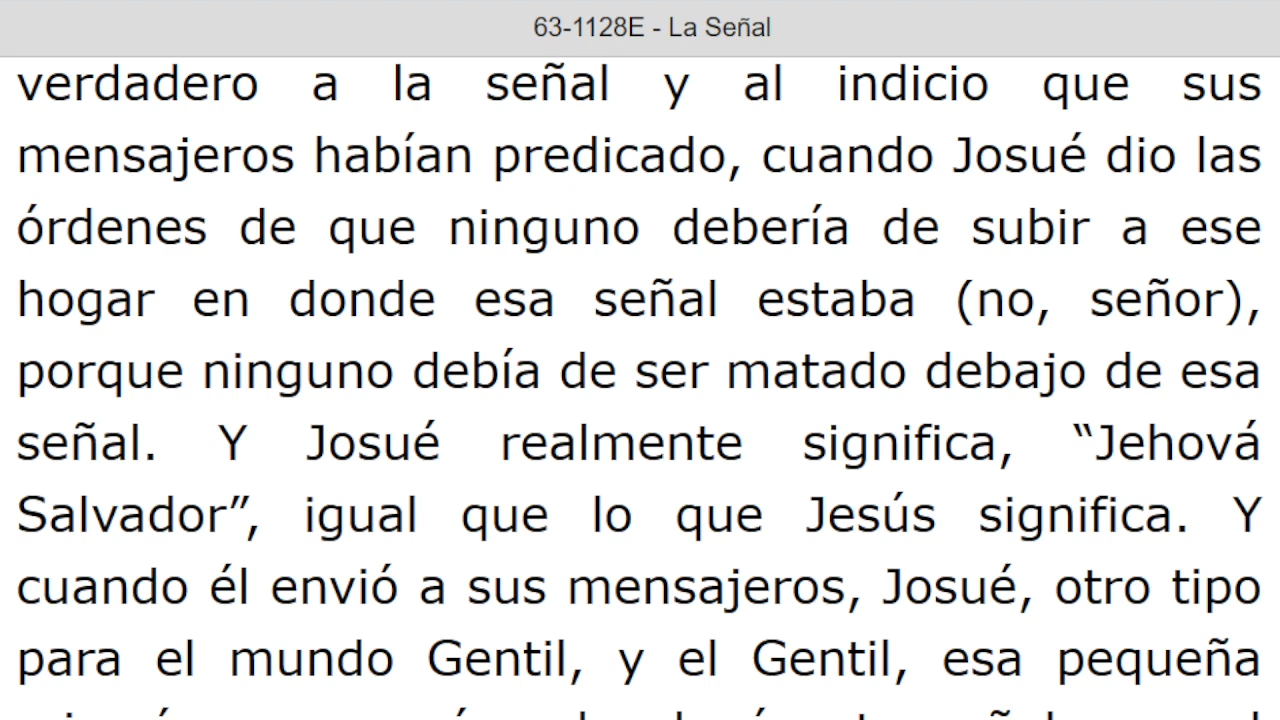 63-1128E - La Señal
verdadero a la señal y al indicio que sus
mensajeros habían predicado, cuando Josué dio las
órdenes de que ninguno debería de subir a ese
hogar en donde esa señal estaba (no, señor),
porque ninguno debía de ser matado debajo de esa
señal. Y Josué realmente significa, “Jehová
Salvador”, igual que lo que Jesús significa. Y
cuando él envió a sus mensajeros, Josué, otro tipo
para el mundo Gentil, y el Gentil, esa pequeña